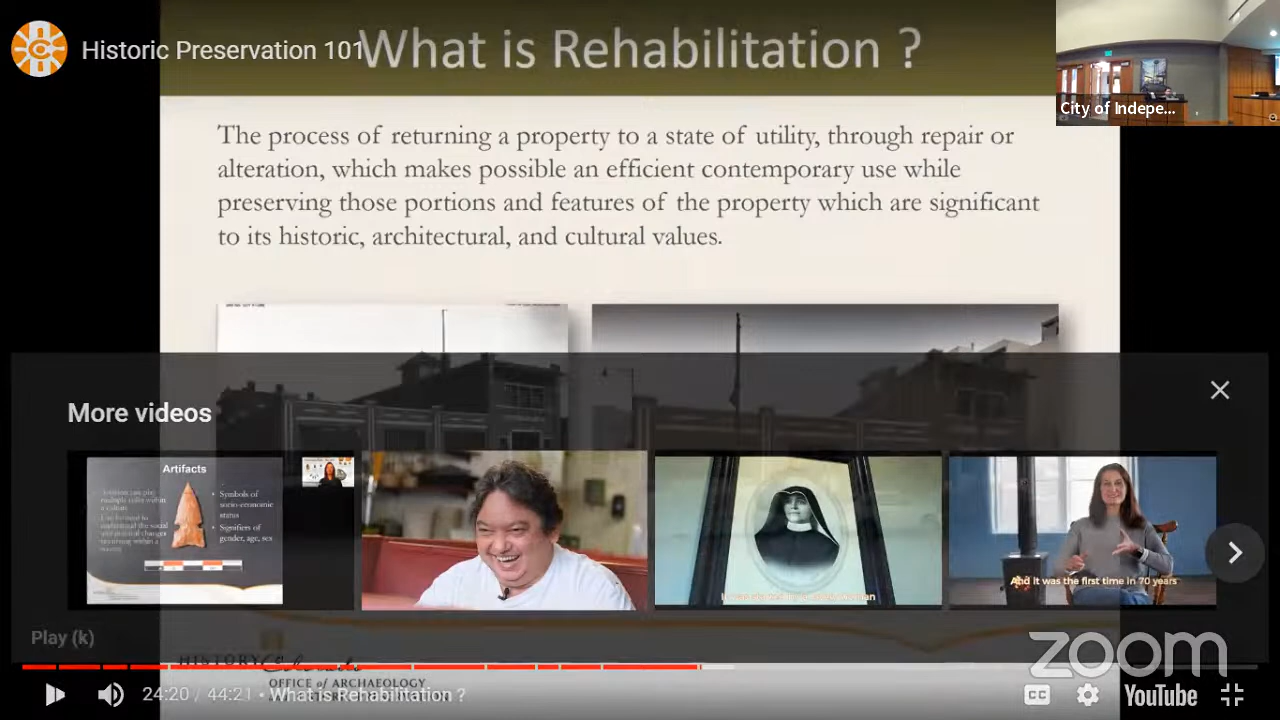 Historic Preservation 101
What is Rehabilitation ?
City of Indepe...
The process of returning a property to a state of utility, through repair or
alteration, which makes possible an efficient contemporary use while
preserving those portions and features of the property which are significant
to its historic, architectural, and cultural values.
More videos
Artifacts
Symbols of
socio-economic
status
Signifiers of
gender, age, sex
And it was the first time in 70 years
Play (k)
HISTORY Colorado
OFFICE of ARCHAEOLOGY
zoom
24:20 / 44:21 • What is Rehabilitation ?
CC
YouTube